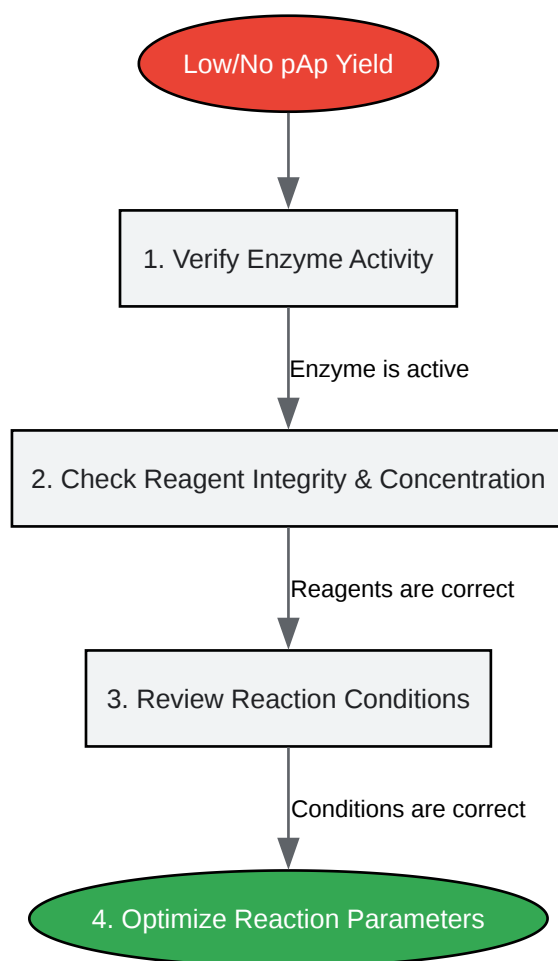 Low/No pAp Yield
1. Verify Enzyme Activity
Enzyme is active
2. Check Reagent Integrity & Concentration
Reagents are correct
3. Review Reaction Conditions
Conditions are correct
4. Optimize Reaction Parameters